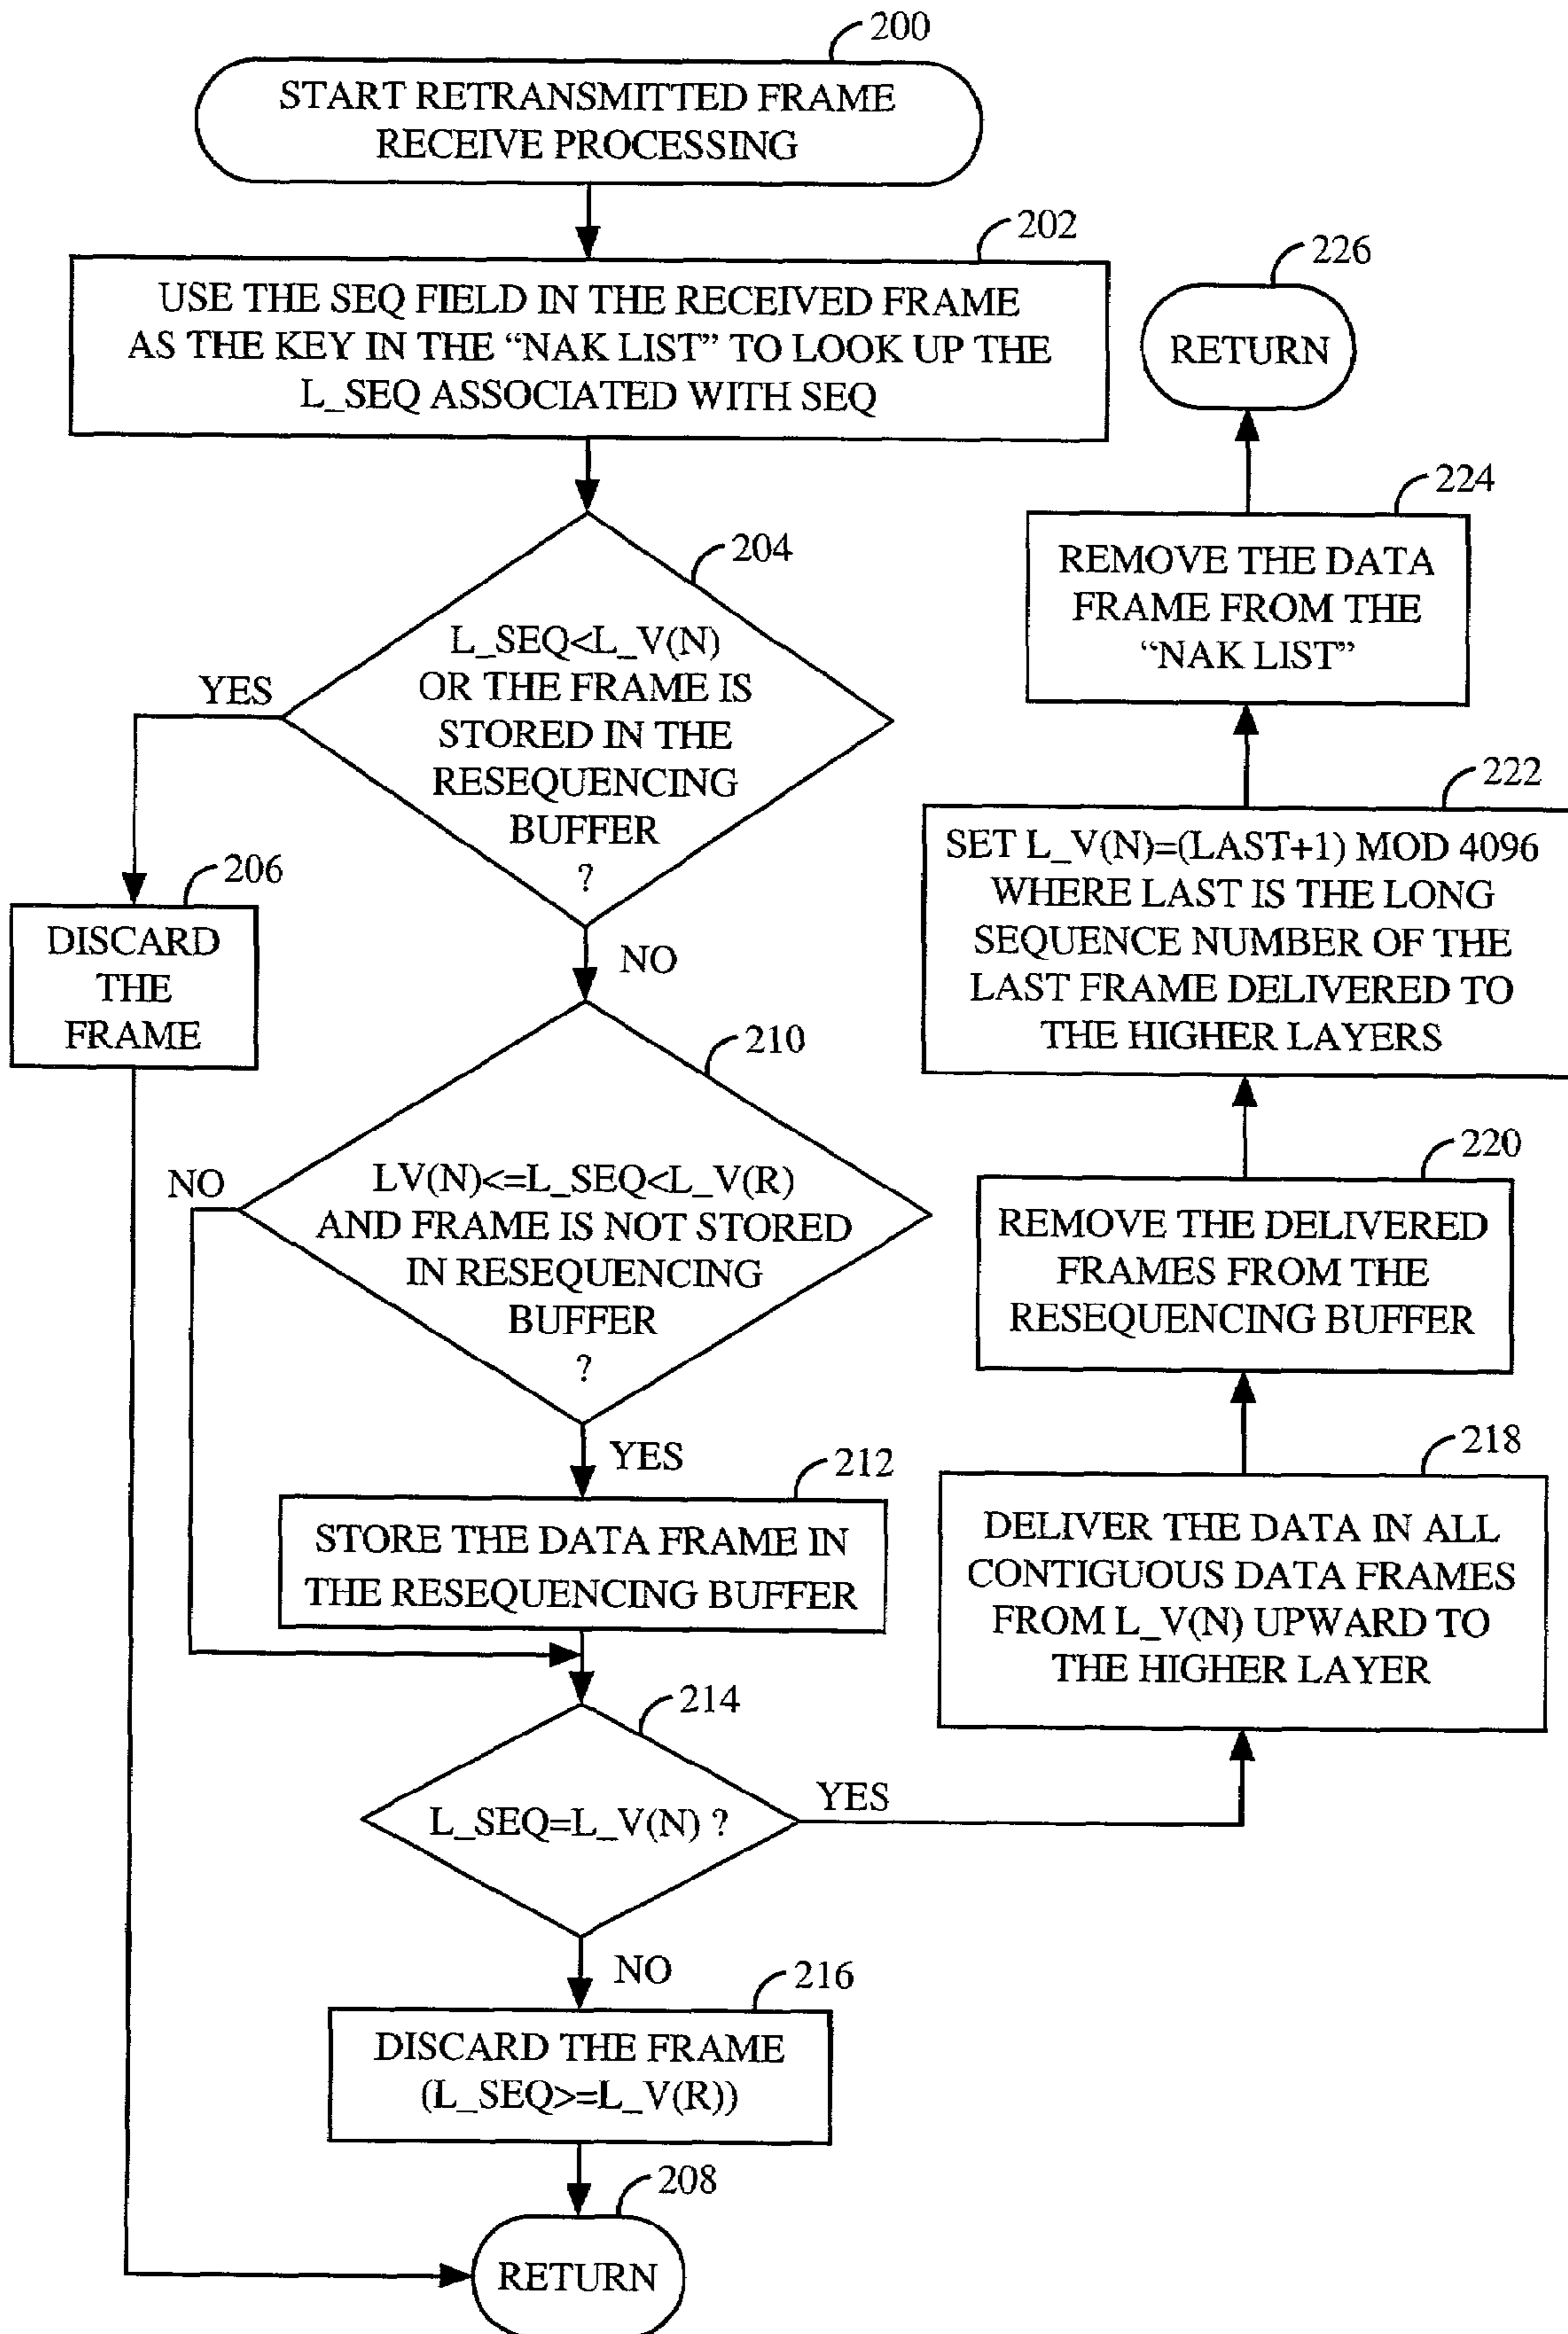 200
START RETRANSMITTED FRAME
RECEIVE PROCESSING
202
USE THE SEQ FIELD IN THE RECEIVED FRAME
AS THE KEY IN THE “NAK LIST” TO LOOK UP THE
L_SEQ ASSOCIATED WITH SEQ
204
L_SEQ<L_V(N)
OR THE FRAME IS
STORED IN THE
RESEQUENCING
BUFFER
?
YES
206
DISCARD
THE
FRAME
NO
210
LV(N)<=L_SEQ<L_V(R)
AND FRAME IS NOT STORED
IN RESEQUENCING
BUFFER
?
NO
YES
212
STORE THE DATA FRAME IN
THE RESEQUENCING BUFFER
214
L_SEQ=L_V(N) ?
YES
NO
216
DISCARD THE FRAME
(L_SEQ>=L_V(R))
208
RETURN
218
DELIVER THE DATA IN ALL
CONTIGUOUS DATA FRAMES
FROM L_V(N) UPWARD TO
THE HIGHER LAYER
220
REMOVE THE DELIVERED
FRAMES FROM THE
RESEQUENCING BUFFER
222
SET L_V(N)=(LAST+1) MOD 4096
WHERE LAST IS THE LONG
SEQUENCE NUMBER OF THE
LAST FRAME DELIVERED TO
THE HIGHER LAYERS
224
REMOVE THE DATA
FRAME FROM THE
“NAK LIST”
226
RETURN